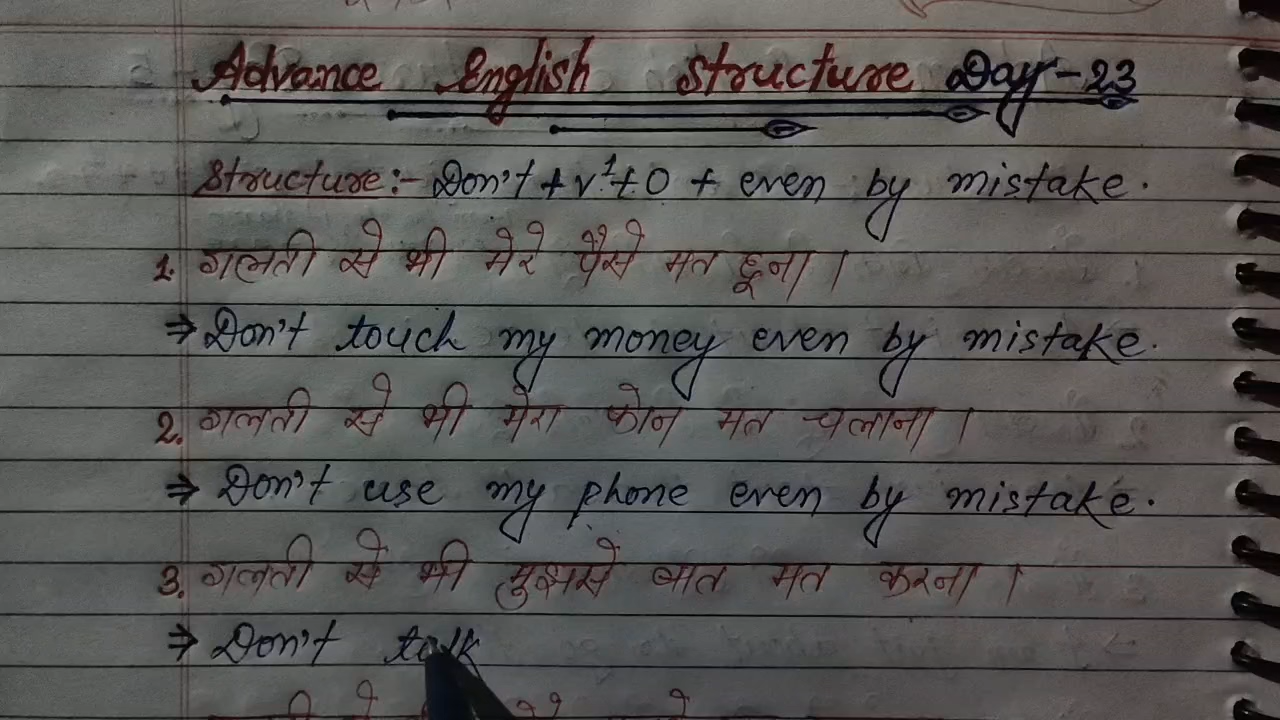 Advance English Structure Day-23
Structure:- Don't + v¹ + O + even by mistake.
1. गलती से भी मेरे पैसे मत छूना।
⇒ Don't touch my money even by mistake.
2. गलती से भी मेरा फोन मत चलाना।
⇒ Don't use my phone even by mistake.
3. गलती से भी मुझसे बात मत करना।
⇒ Don't talk